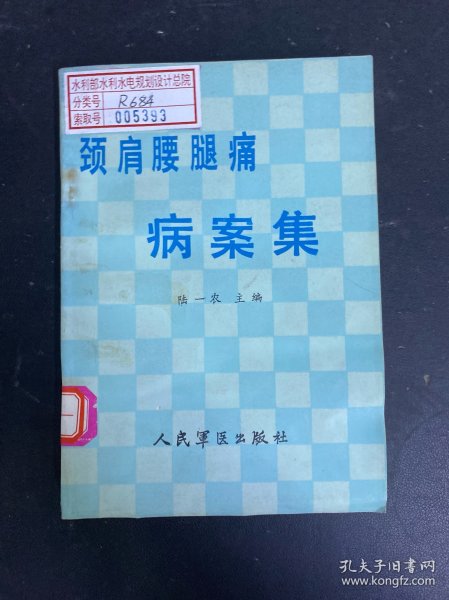 水利部水利水电规划设计总院
分类号 R684
索取号 005393
颈肩腰腿痛
病案集
陆一农 主编
一
人民軍医出版社
孔夫子旧书网
www.kongfz.com